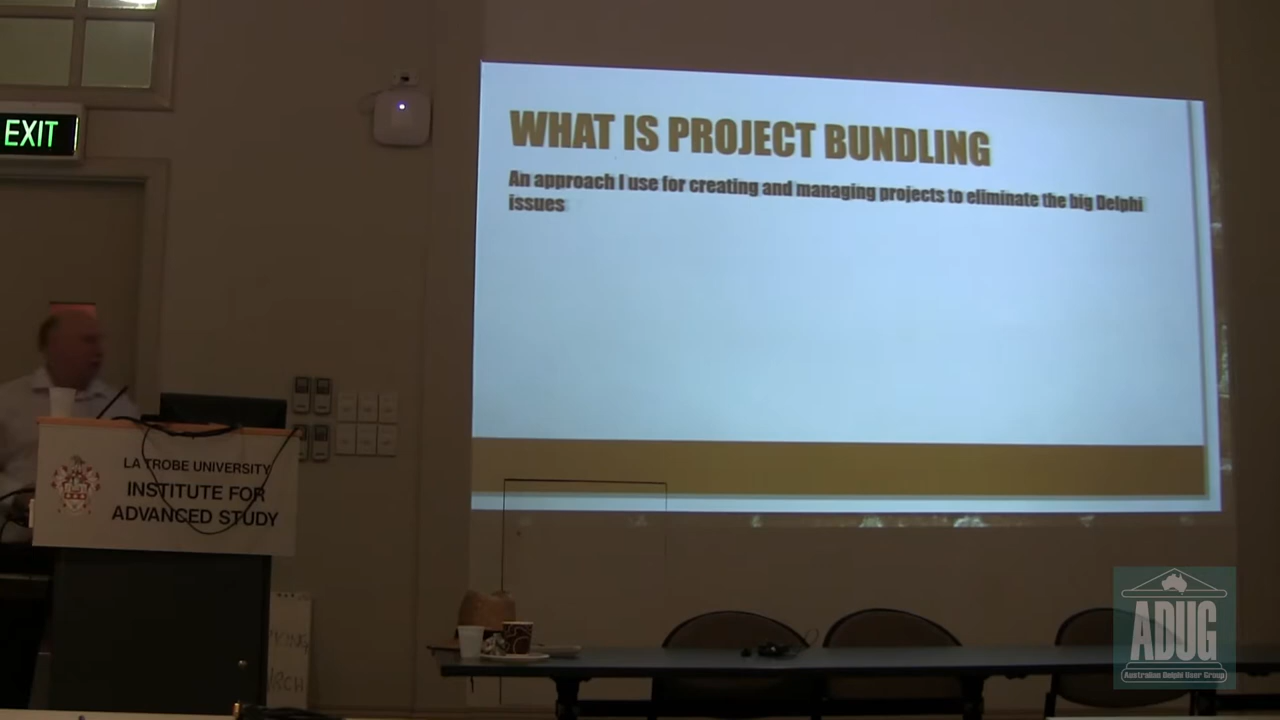 EXIT
WHAT IS PROJECT BUNDLING
An approach I use for creating and managing projects to eliminate the big Delphi
issues
LA TROBE UNIVERSITY
INSTITUTE FOR
ADVANCED STUDY
ADUG
Australian Delphi User Group